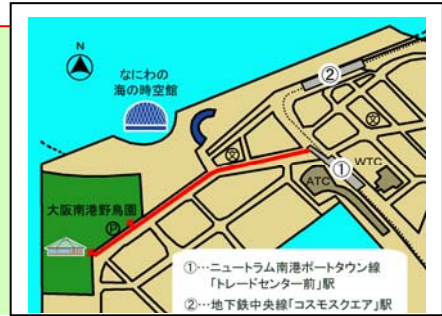 N
なにわの
海の時空館
②
文
文
①
WTC
ATC
大阪南港野鳥園
P
①…ニュートラム南港ポートタウン線
「トレードセンター前」駅
②…地下鉄中央線「コスモスクエア」駅